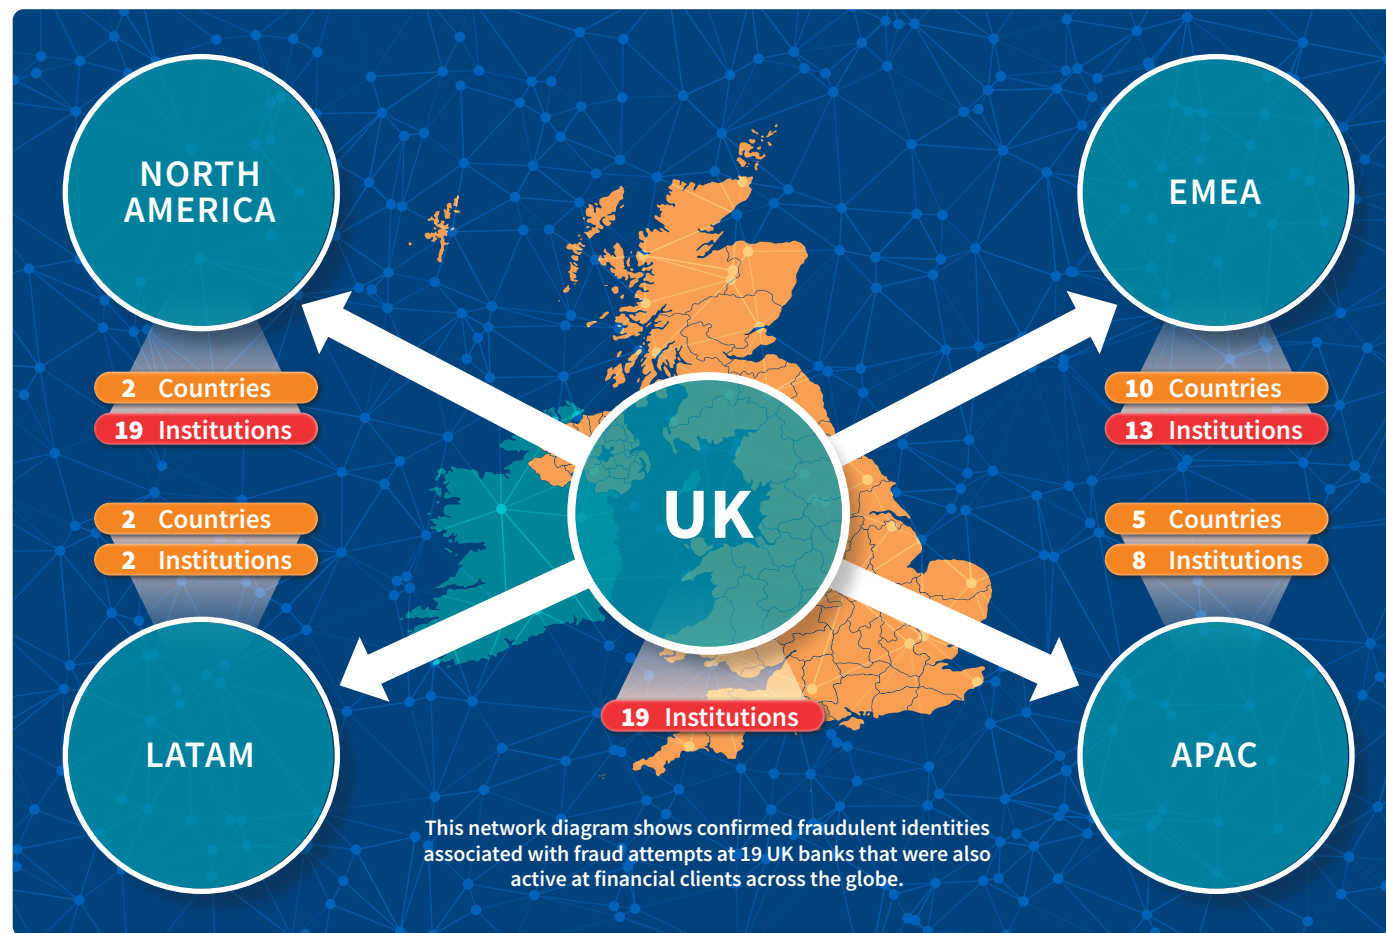 NORTH
AMERICA
2 Countries
19 Institutions
EMEA
10 Countries
13 Institutions
UK
19 Institutions
2 Countries
2 Institutions
LATAM
5 Countries
8 Institutions
APAC
This network diagram shows confirmed fraudulent identities
associated with fraud attempts at 19 UK banks that were also
active at financial clients across the globe.